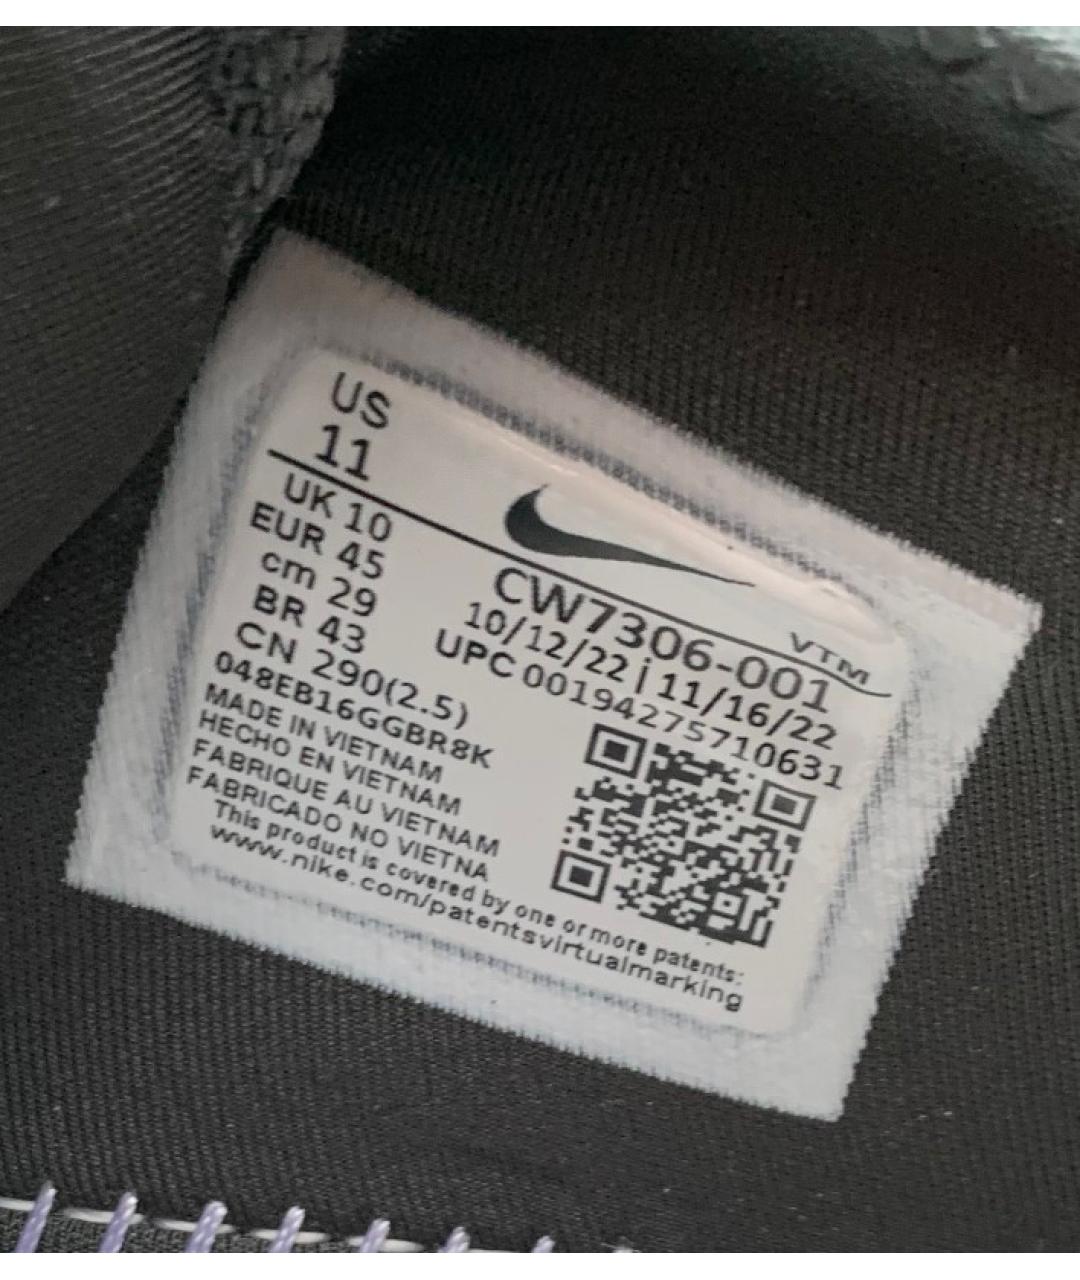 US
11
UK 10
EUR 45
cm 29
BR 43
CN 290(2.5)
048EB16GGBR8K
MADE IN VIETNAM
HECHO EN VIETNAM
FABRIQUE AU VIETNAM
FABRICADO NO VIETNA
This product is covered by one or more patents:
www.nike.com/patentsvirtualmarking
VTM
CW7306-001
10/12/22 | 11/16/22
UPC 00194275710631